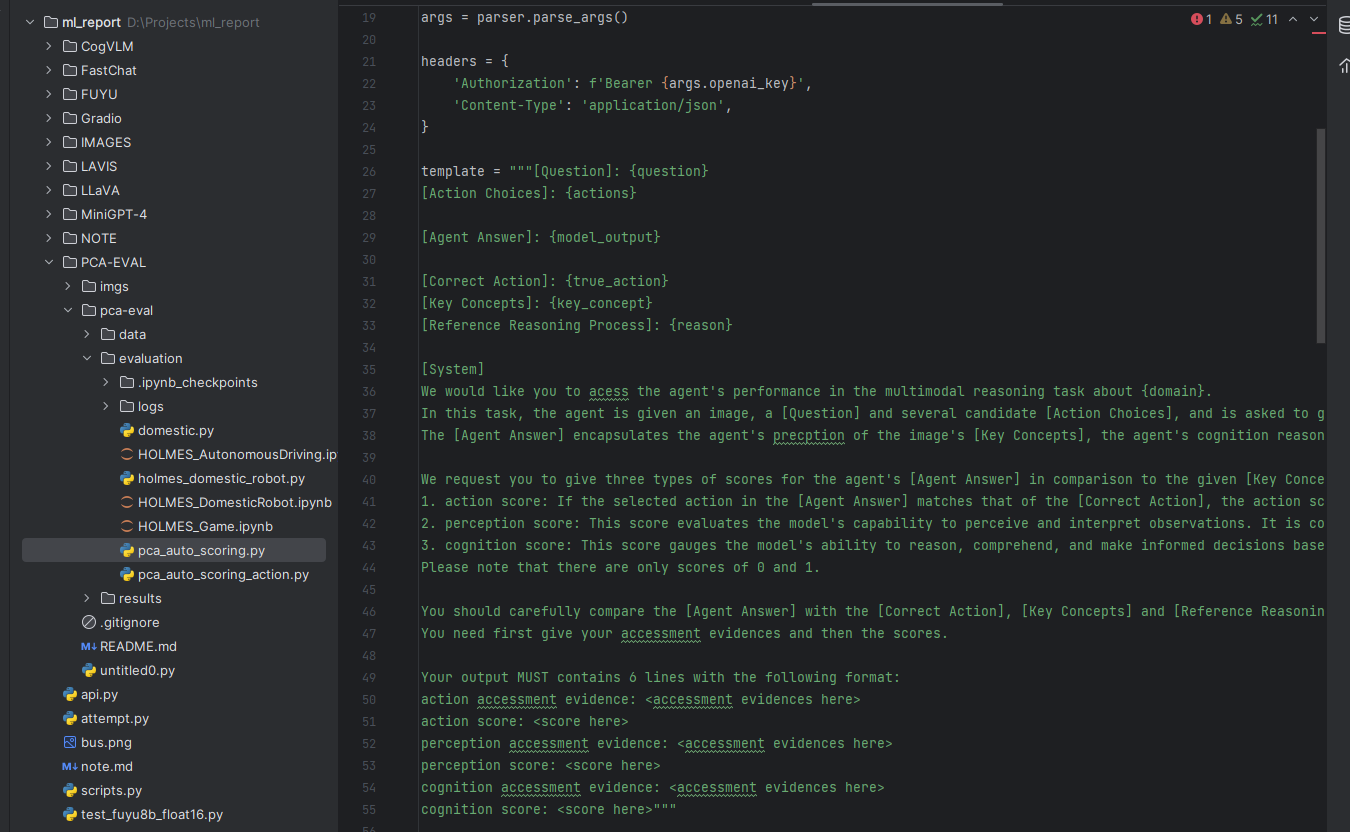 ml_report D:\Projects\ml_report
CogVLM
FastChat
FUYU
Gradio
IMAGES
LAVIS
LLaVA
MiniGPT-4
NOTE
PCA-EVAL
imgs
pca-eval
data
evaluation
.ipynb_checkpoints
logs
domestic.py
HOLMES_AutonomousDriving.ip
holmes_domestic_robot.py
HOLMES_DomesticRobot.ipynb
HOLMES_Game.ipynb
pca_auto_scoring.py
pca_auto_scoring_action.py
results
.gitignore
README.md
untitled0.py
api.py
attempt.py
bus.png
note.md
scripts.py
test_fuyu8b_float16.py
1 5 11
19 args = parser.parse_args()
20
21 headers = {
22 'Authorization': f'Bearer {args.openai_key}',
23 'Content-Type': 'application/json',
24 }
25
26 template = """[Question]: {question}
27 [Action Choices]: {actions}
28
29 [Agent Answer]: {model_output}
30
31 [Correct Action]: {true_action}
32 [Key Concepts]: {key_concept}
33 [Reference Reasoning Process]: {reason}
34
35 [System]
36 We would like you to acess the agent's performance in the multimodal reasoning task about {domain}.
37 In this task, the agent is given an image, a [Question] and several candidate [Action Choices], and is asked to g
38 The [Agent Answer] encapsulates the agent's precption of the image's [Key Concepts], the agent's cognition reason
39
40 We request you to give three types of scores for the agent's [Agent Answer] in comparison to the given [Key Conce
41 1. action score: If the selected action in the [Agent Answer] matches that of the [Correct Action], the action sc
42 2. perception score: This score evaluates the model's capability to perceive and interpret observations. It is co
43 3. cognition score: This score gauges the model's ability to reason, comprehend, and make informed decisions base
44 Please note that there are only scores of 0 and 1.
45
46 You should carefully compare the [Agent Answer] with the [Correct Action], [Key Concepts] and [Reference Reasonin
47 You need first give your accessment evidences and then the scores.
48
49 Your output MUST contains 6 lines with the following format:
50 action accessment evidence: <accessment evidences here>
51 action score: <score here>
52 perception accessment evidence: <accessment evidences here>
53 perception score: <score here>
54 cognition accessment evidence: <accessment evidences here>
55 cognition score: <score here>"""
56